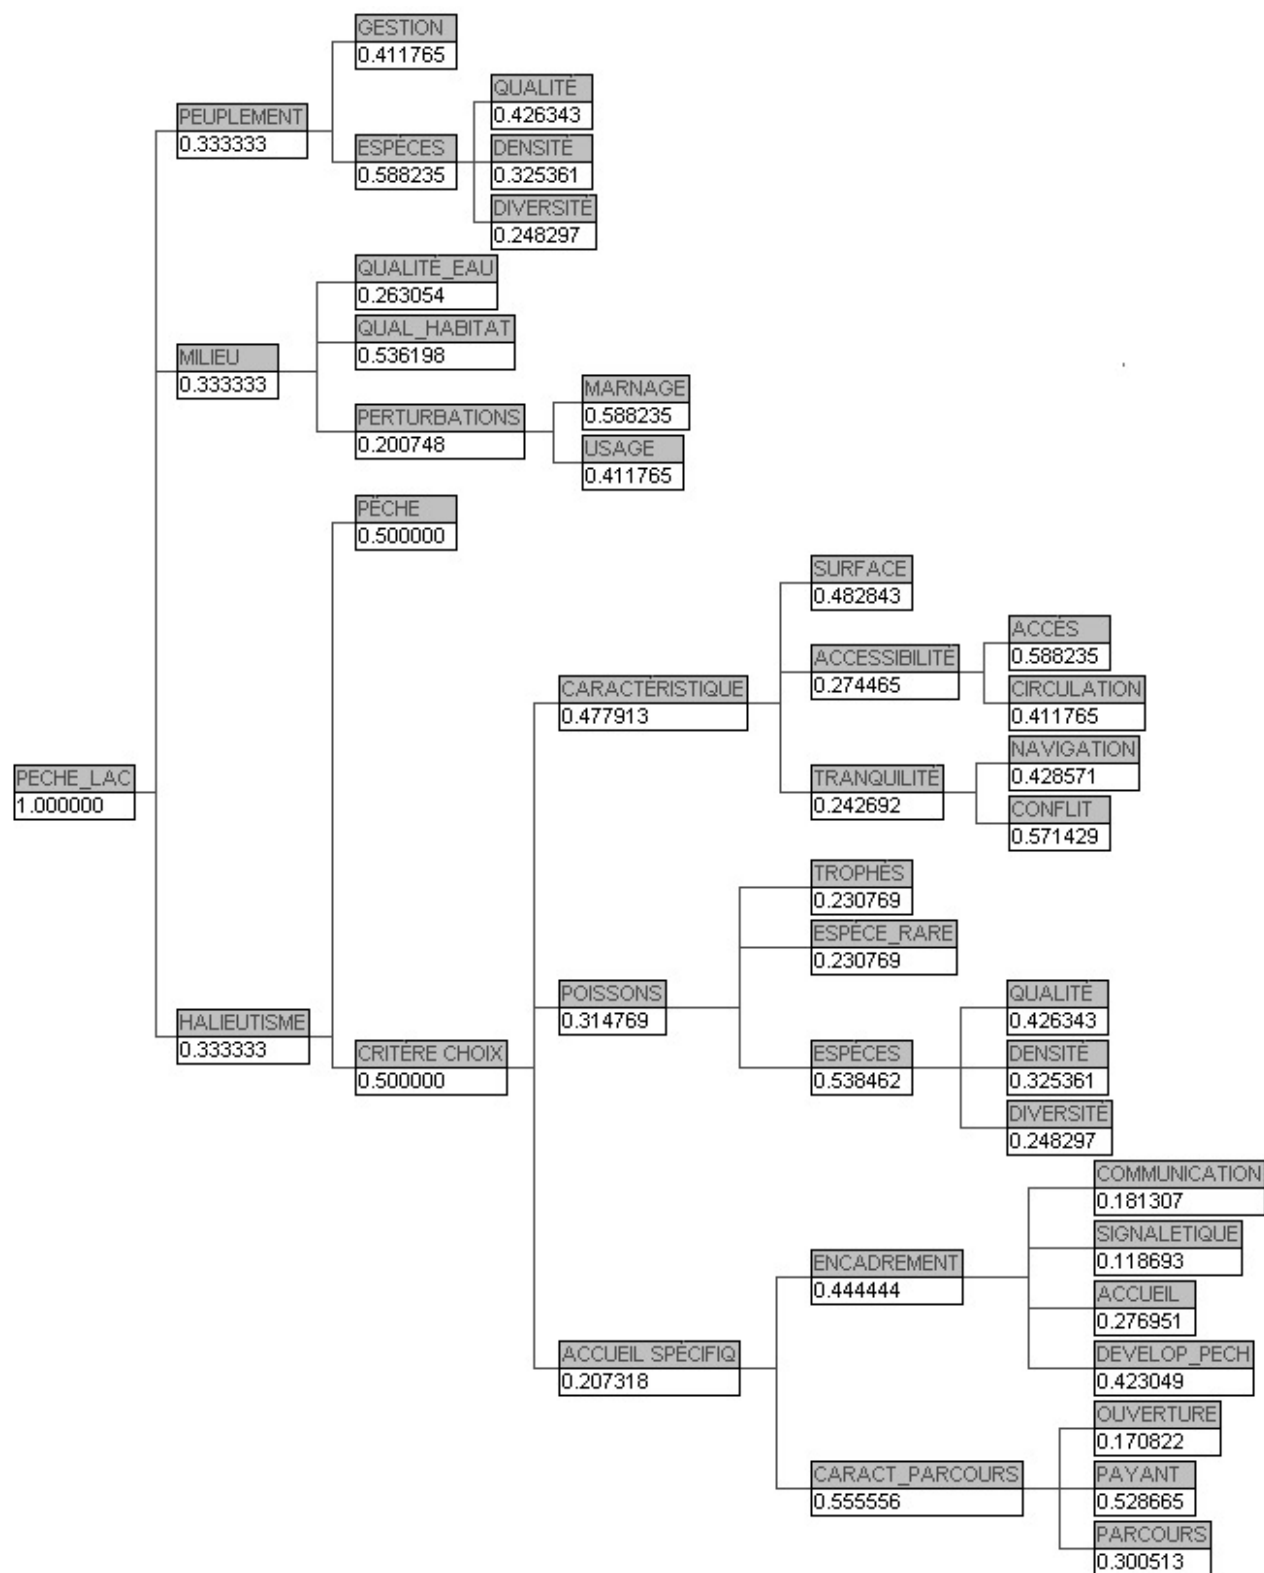 GESTION
0.411765
QUALITÉ
0.426343
PEUPLEMENT
0.333333
ESPÉCES
0.588235
DENSITÉ
0.325361
DIVERSITÉ
0.248297
QUALITÉ_EAU
0.263054
QUAL_HABITAT
0.536198
MILIEU
0.333333
MARNAGE
0.588235
PERTURBATIONS
0.200748
USAGE
0.411765
PÊCHE
0.500000
SURFACE
0.482843
ACCÉS
0.588235
ACCESSIBILITÉ
0.274465
CARACTÉRISTIQUE
0.477913
CIRCULATION
0.411765
NAVIGATION
0.428571
PECHE_LAC
1.000000
TRANQUILITÉ
0.242692
CONFLIT
0.571429
TROPHÉS
0.230769
ESPÉCE_RARE
0.230769
QUALITÉ
0.426343
POISSONS
0.314769
HALIEUTISME
0.333333
CRITÉRE CHOIX
0.500000
ESPÉCES
0.538462
DENSITÉ
0.325361
DIVERSITÉ
0.248297
COMMUNICATION
0.181307
SIGNALETIQUE
0.118693
ENCADREMENT
0.444444
ACCUEIL
0.276951
ACCUEIL SPÉCIFIQ
0.207318
DEVELOP_PECH
0.423049
OUVERTURE
0.170822
CARACT_PARCOURS
0.555556
PAYANT
0.528665
PARCOURS
0.300513